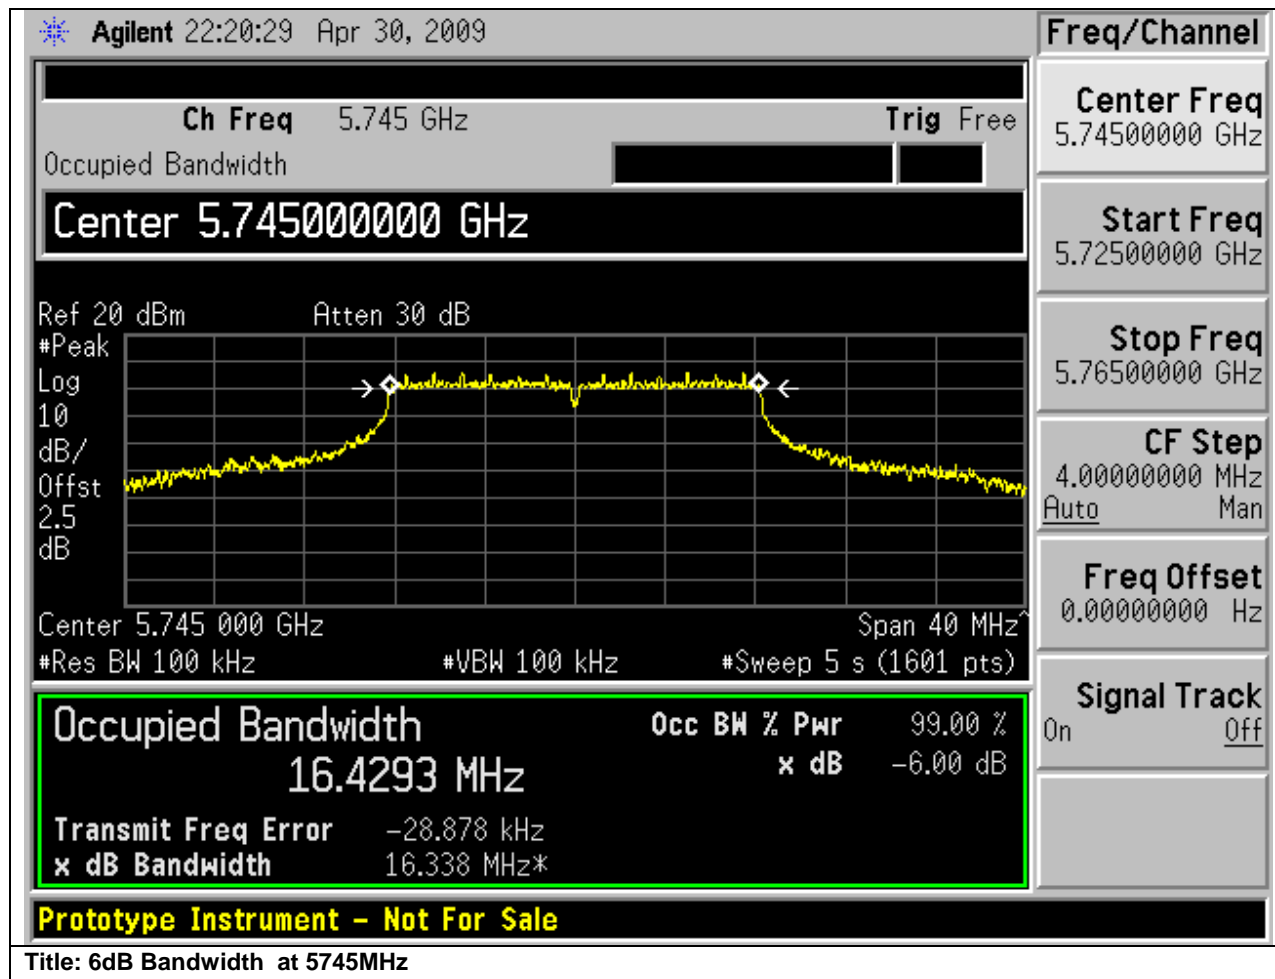 Agilent 22:20:29 Apr 30, 2009
Freq/Channel
Ch Freq 5.745 GHz Trig Free
Occupied Bandwidth
Center 5.745000000 GHz
Ref 20 dBm Atten 30 dB
#Peak
Log
10
dB/
Offst
2.5
dB
Center 5.745 000 GHz Span 40 MHz^
#Res BW 100 kHz #VBW 100 kHz #Sweep 5 s (1601 pts)
Occupied Bandwidth
16.4293 MHz
Occ BW % Pwr 99.00 %
x dB -6.00 dB
Transmit Freq Error -28.878 kHz
x dB Bandwidth 16.338 MHz*
Prototype Instrument - Not For Sale
Center Freq
5.74500000 GHz
Start Freq
5.72500000 GHz
Stop Freq
5.76500000 GHz
CF Step
4.00000000 MHz
Auto Man
Freq Offset
0.00000000 Hz
Signal Track
On Off
Title: 6dB Bandwidth at 5745MHz